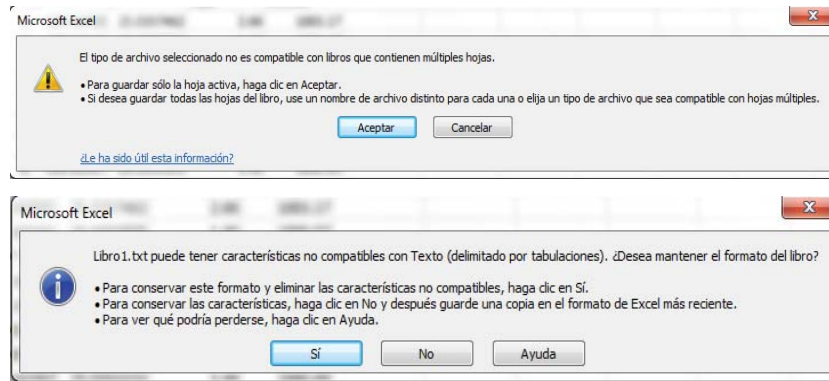 Microsoft Excel
El tipo de archivo seleccionado no es compatible con libros que contienen múltiples hojas.
• Para guardar sólo la hoja activa, haga clic en Aceptar.
• Si desea guardar todas las hojas del libro, use un nombre de archivo distinto para cada una o elija un tipo de archivo que sea compatible con hojas múltiples.
Aceptar Cancelar
¿Le ha sido útil esta información?
Microsoft Excel
Libro1.txt puede tener características no compatibles con Texto (delimitado por tabulaciones). ¿Desea mantener el formato del libro?
• Para conservar este formato y eliminar las características no compatibles, haga clic en Sí.
• Para conservar las características, haga clic en No y después guarde una copia en el formato de Excel más reciente.
• Para ver qué podría perderse, haga clic en Ayuda.
Sí No Ayuda